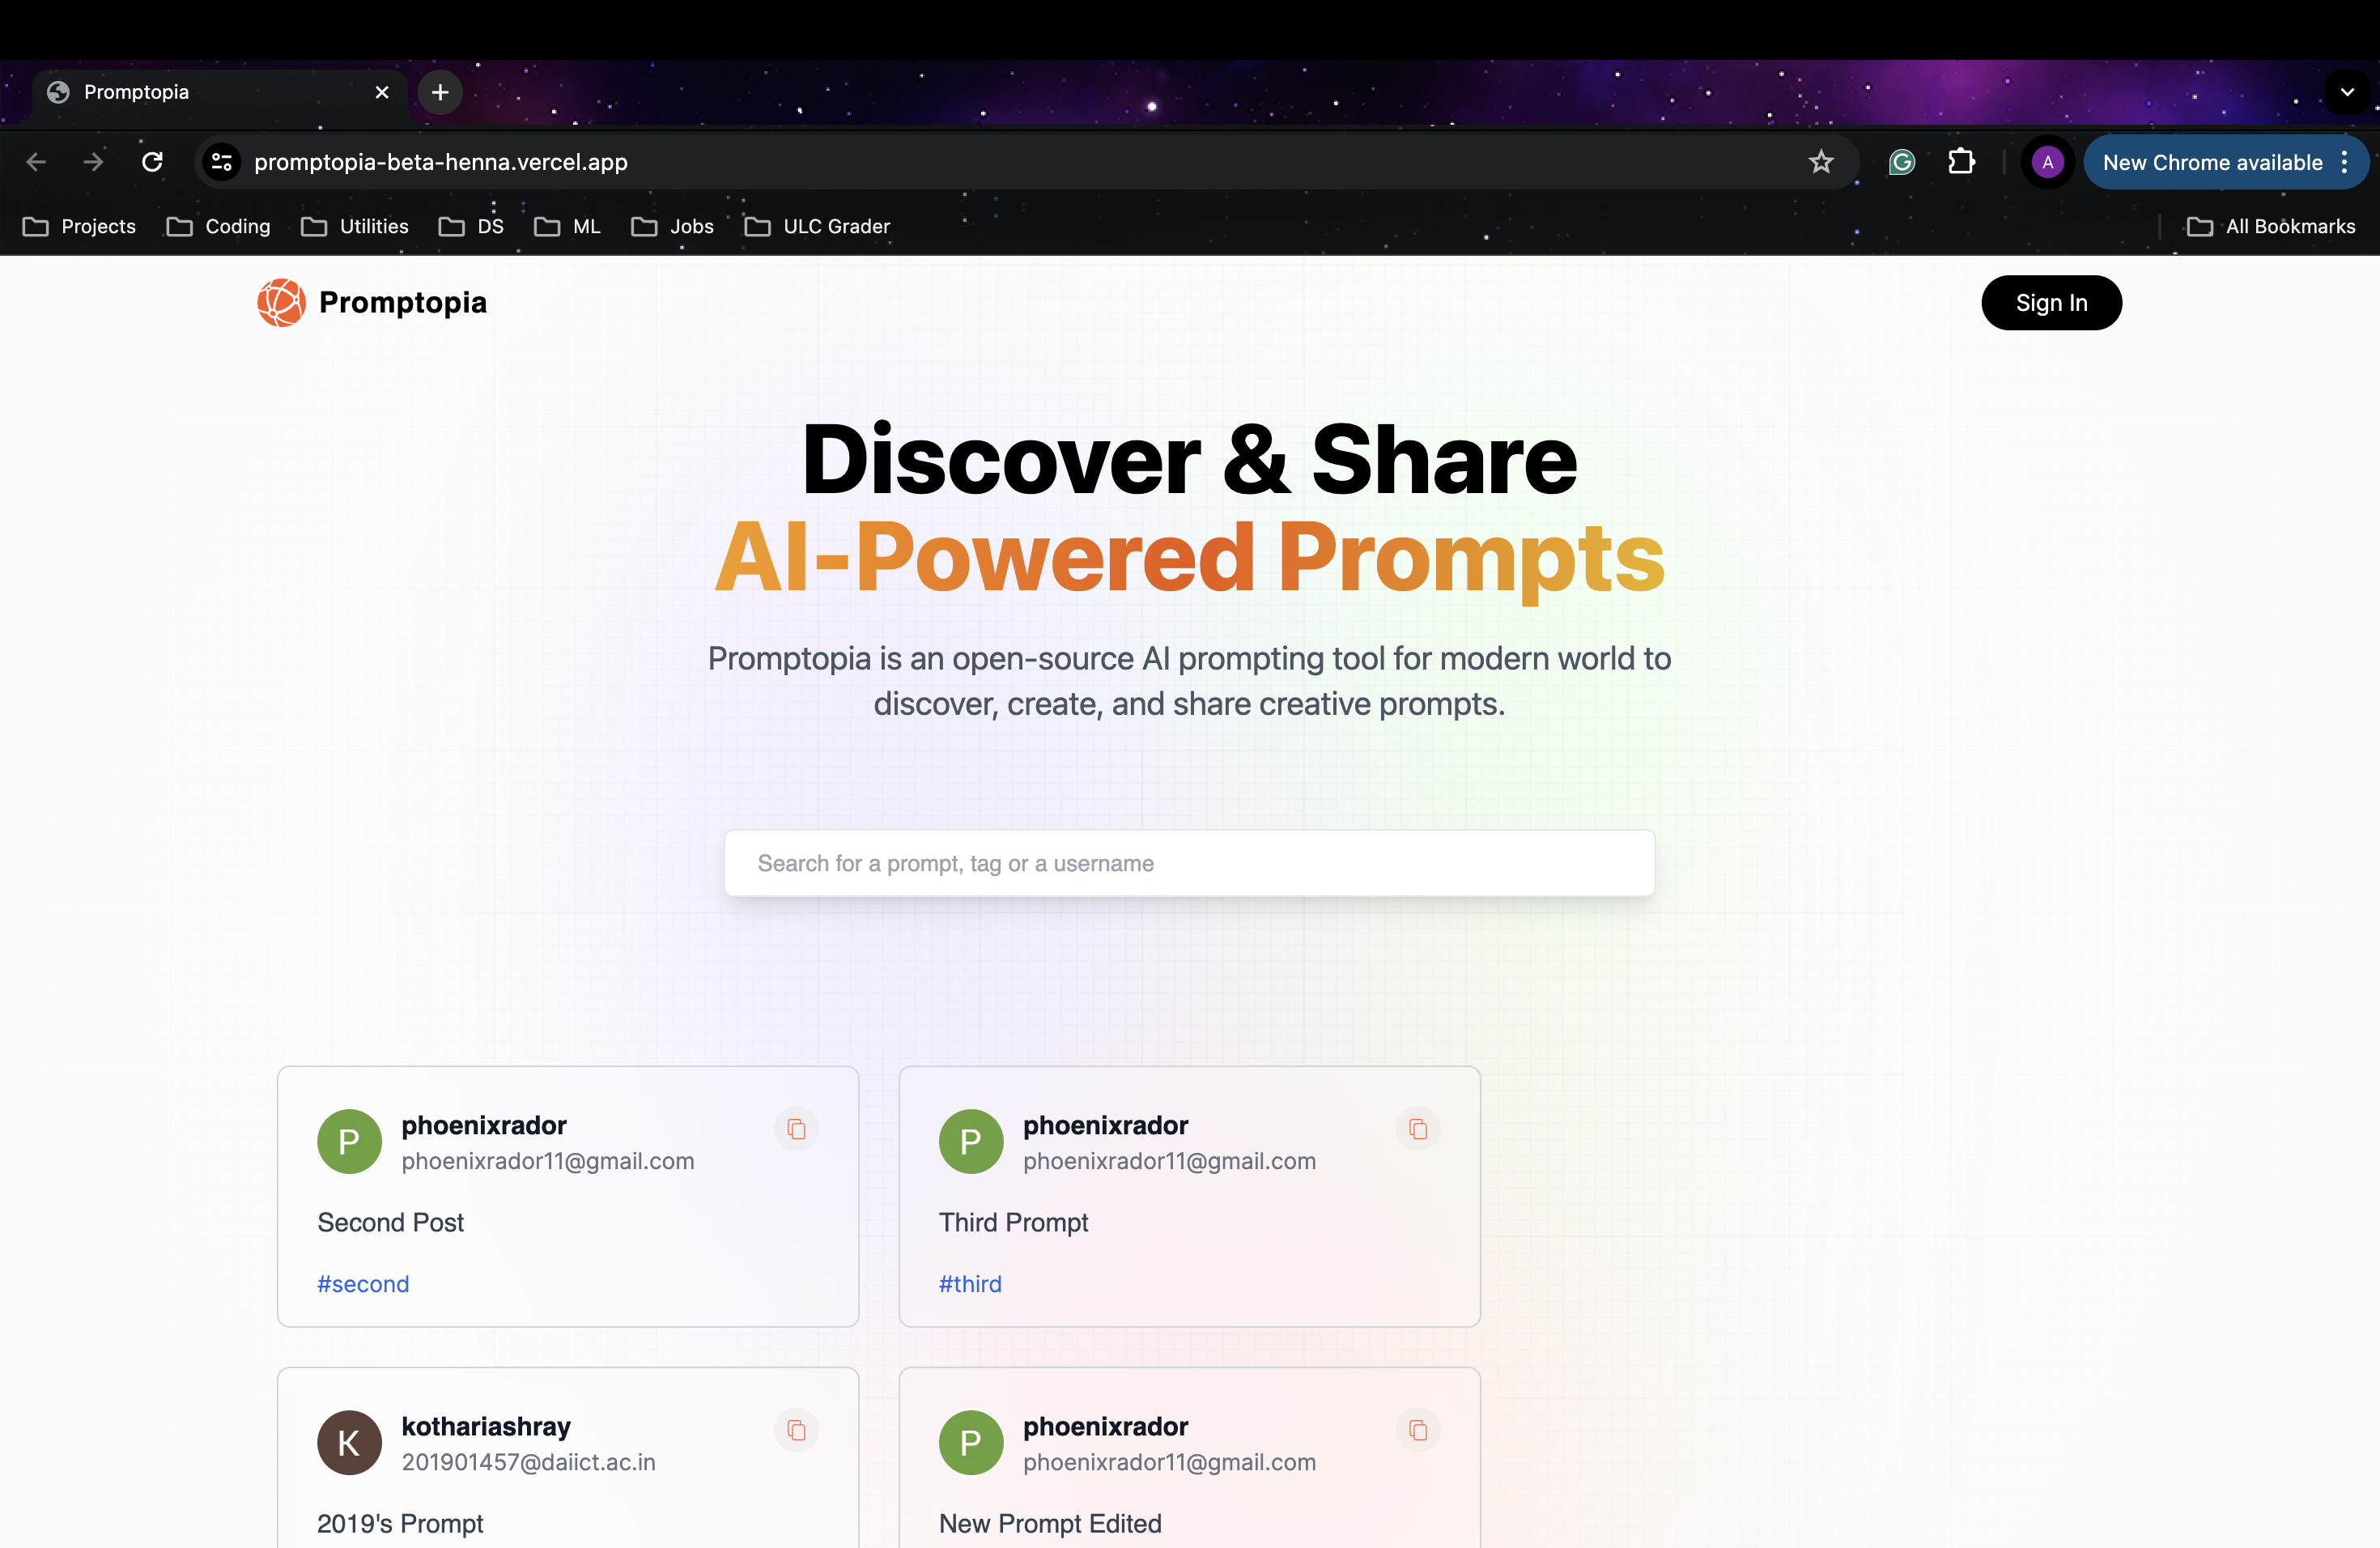 Promptopia
promptopia-beta-henna.vercel.app
A
New Chrome available
Projects
Coding
Utilities
DS
ML
Jobs
ULC Grader
All Bookmarks
Promptopia
Sign In
Discover & Share
AI-Powered Prompts
Promptopia is an open-source AI prompting tool for modern world to
discover, create, and share creative prompts.
Search for a prompt, tag or a username
P
phoenixrador
phoenixrador11@gmail.com
Second Post
#second
P
phoenixrador
phoenixrador11@gmail.com
Third Prompt
#third
K
kothariashray
201901457@daiict.ac.in
2019's Prompt
P
phoenixrador
phoenixrador11@gmail.com
New Prompt Edited